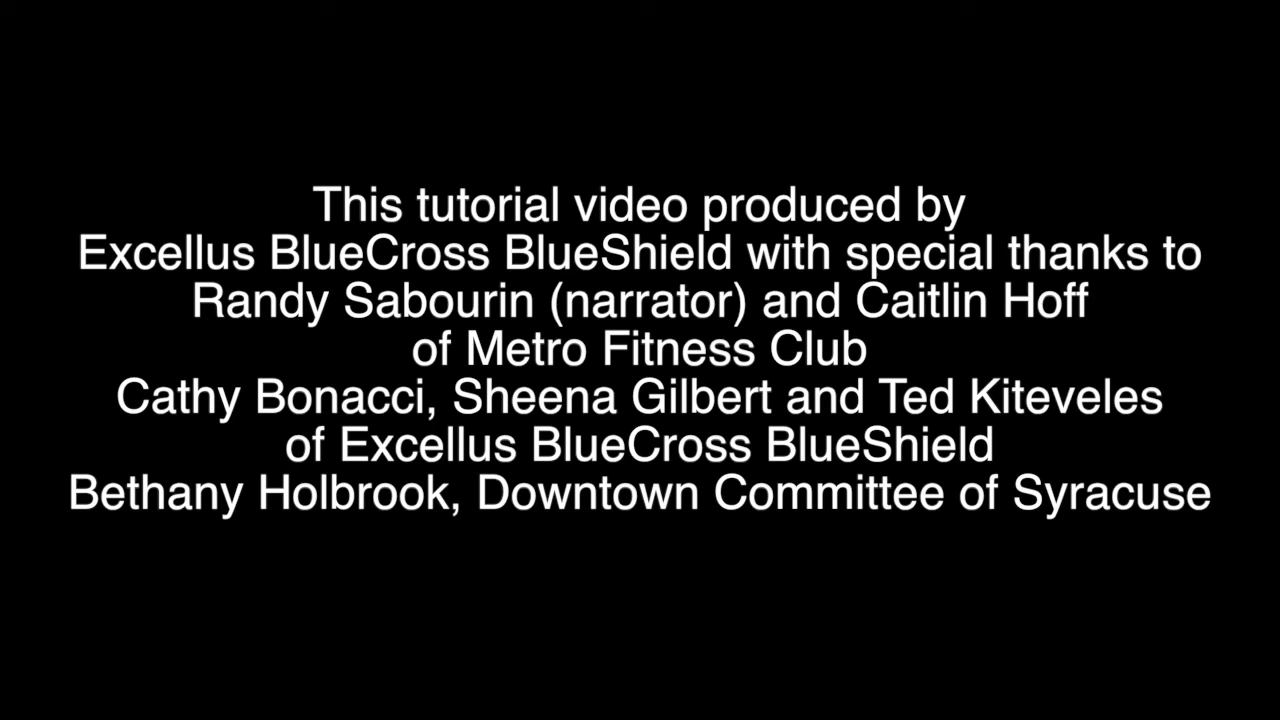 This tutorial video produced by
Excellus BlueCross BlueShield with special thanks to
Randy Sabourin (narrator) and Caitlin Hoff
of Metro Fitness Club
Cathy Bonacci, Sheena Gilbert and Ted Kiteveles
of Excellus BlueCross BlueShield
Bethany Holbrook, Downtown Committee of Syracuse